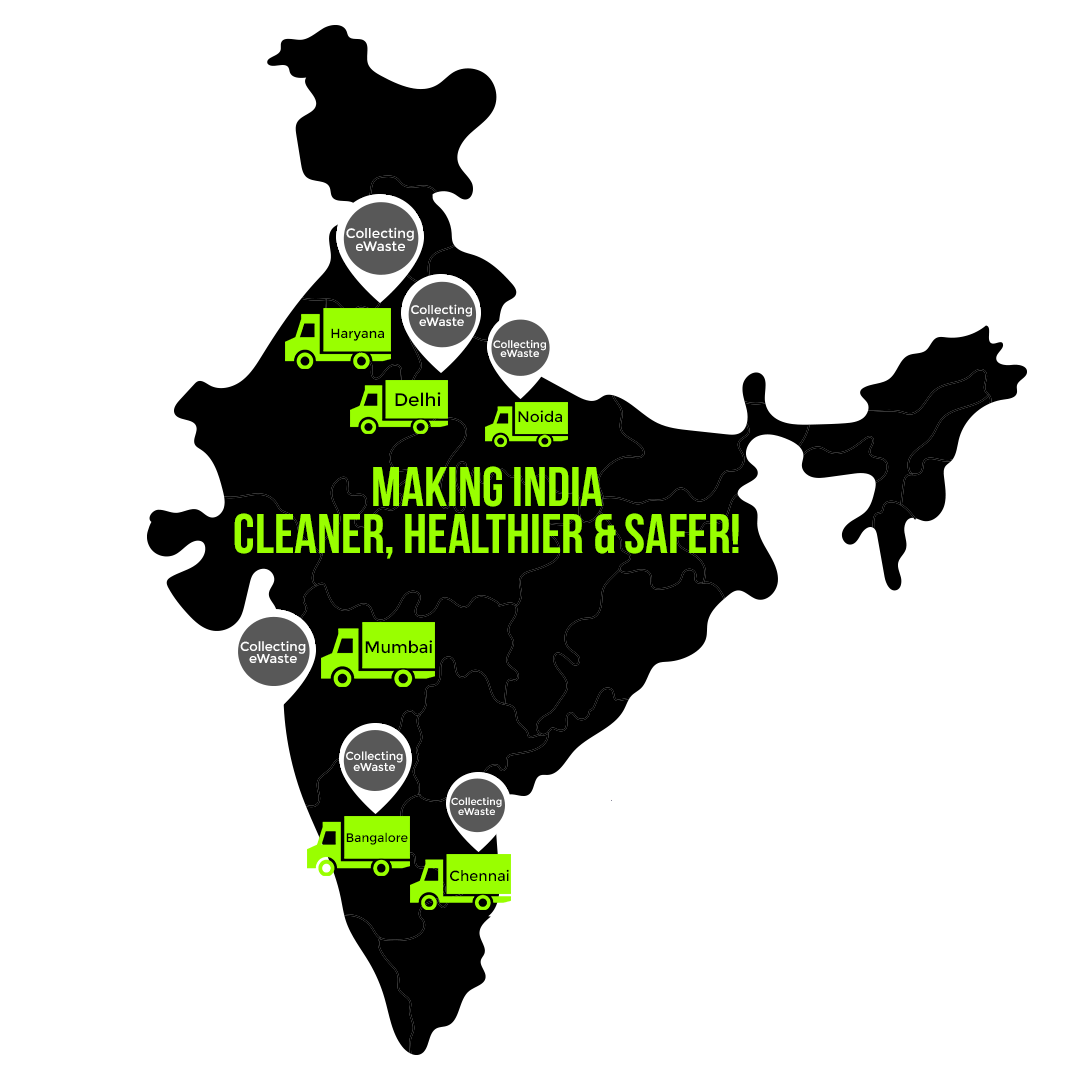 Collecting
eWaste
Haryana
Collecting
eWaste
Delhi
Collecting
eWaste
Noida
MAKING INDIA
CLEANER, HEALTHIER & SAFER!
Collecting
eWaste
Mumbai
Collecting
eWaste
Bangalore
Collecting
eWaste
Chennai